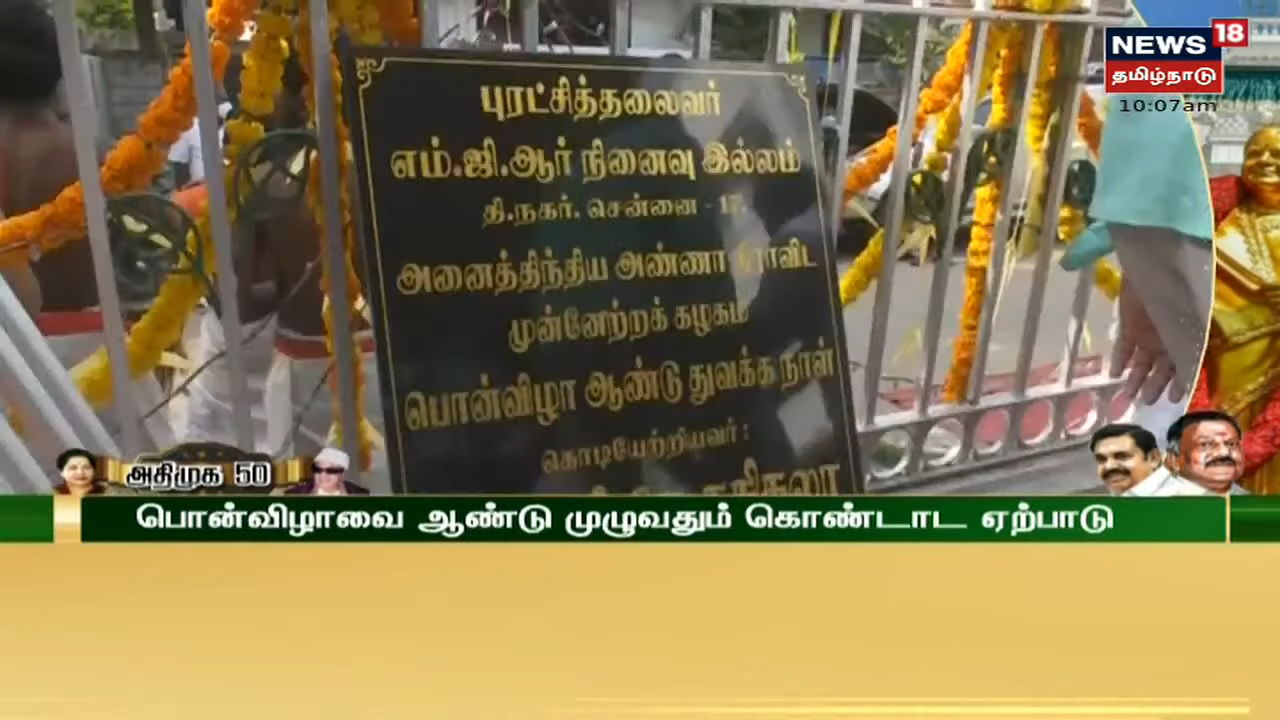 NEWS 18
தமிழ்நாடு
10:07am
புரட்சித்தலைவர்
எம்.ஜி.ஆர் நினைவு இல்லம்
தி.நகர். சென்னை - 17.
அனைத்திந்திய அண்ணா திராவிட
முன்னேற்றக் கழகம்
பொன்விழா ஆண்டு துவக்க நாள்
கொடியேற்றியவர் :
அதிமுக 50
பொன்விழாவை ஆண்டு முழுவதும் கொண்டாட ஏற்பாடு